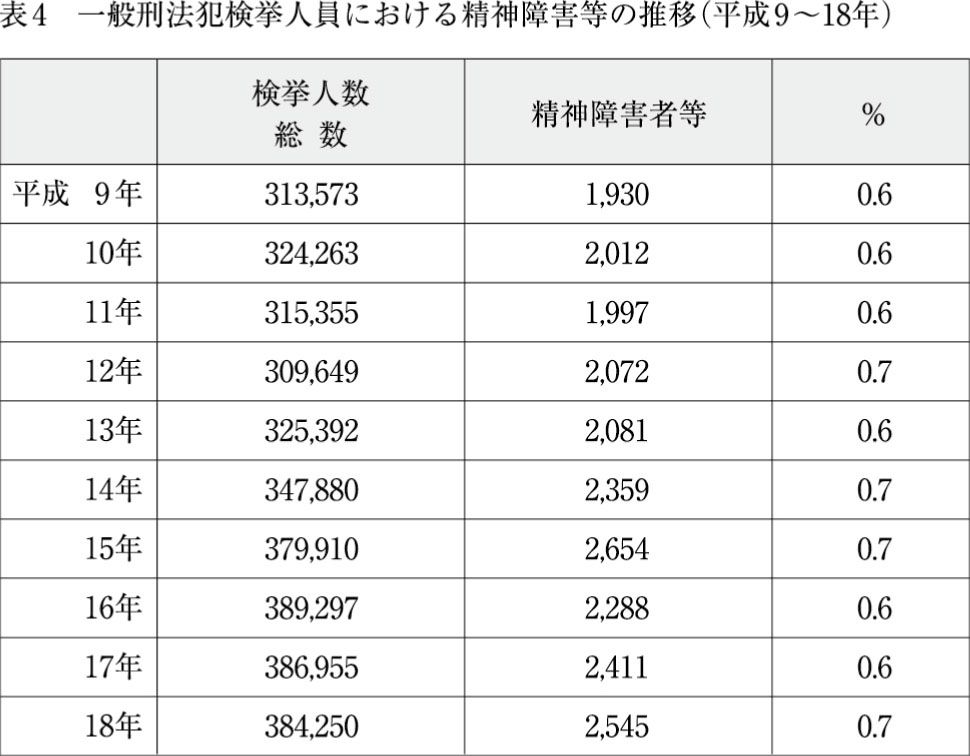 表4　一般刑法犯検挙人員における精神障害等の推移（平成9〜18年）
検挙人数
総 数
精神障害者等
%
平成 9年 313,573 1,930 0.6
10年 324,263 2,012 0.6
11年 315,355 1,997 0.6
12年 309,649 2,072 0.7
13年 325,392 2,081 0.6
14年 347,880 2,359 0.7
15年 379,910 2,654 0.7
16年 389,297 2,288 0.6
17年 386,955 2,411 0.6
18年 384,250 2,545 0.7